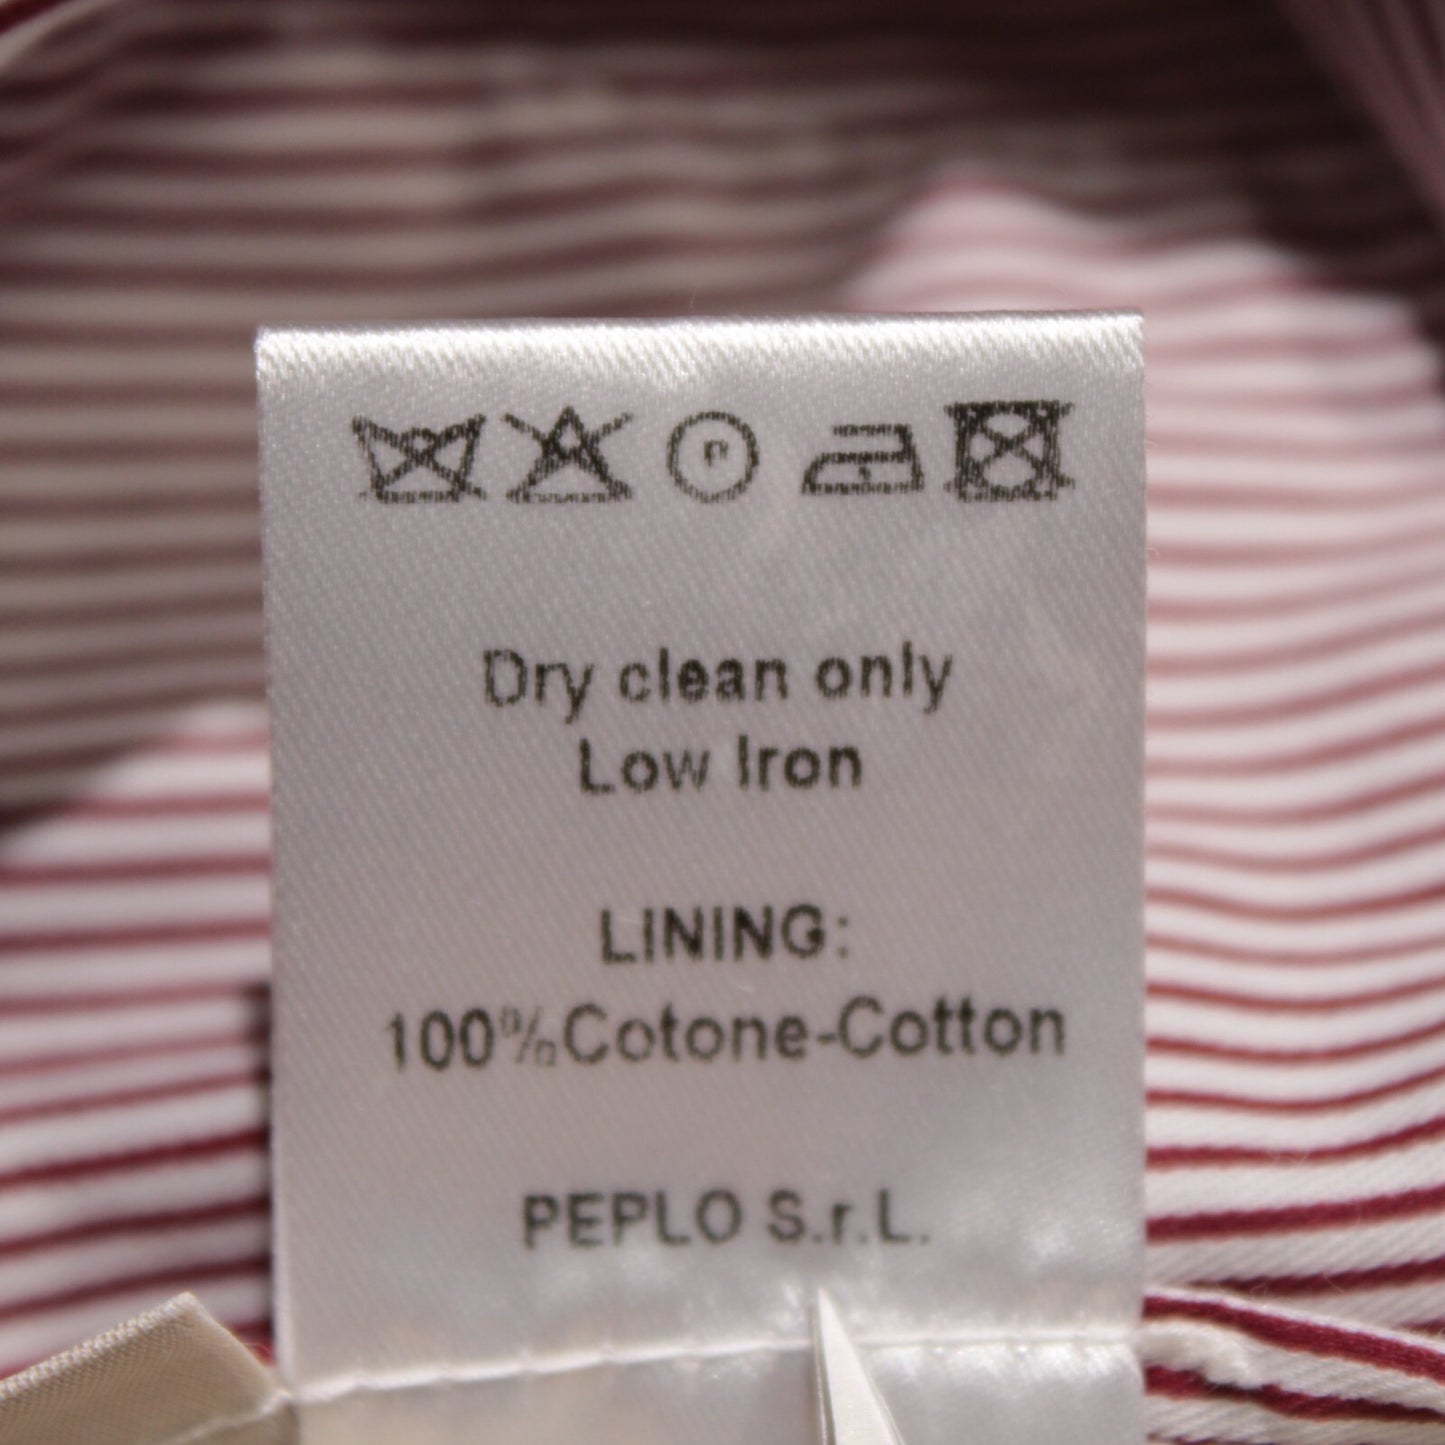 Dry clean only
Low Iron
LINING:
100%Cotone-Cotton
PEPLO S.r.L.